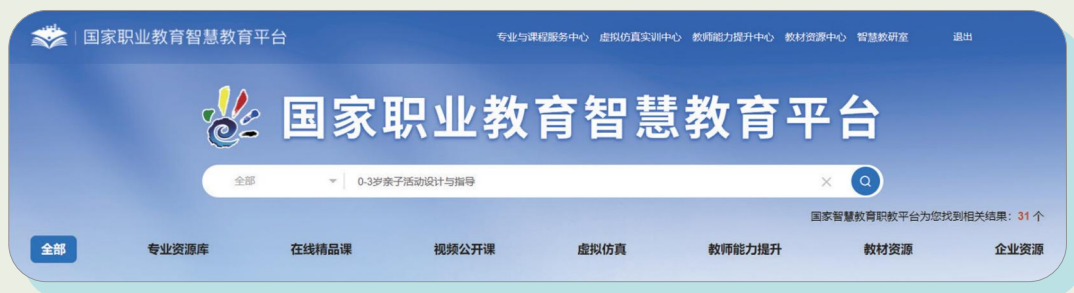 国家职业教育智慧教育平台 专业与课程服务中心 虚拟仿真实训中心 教师能力提升中心 教材资源中心 智慧教研室 退出
国家职业教育智慧教育平台
全部 0-3岁亲子活动设计与指导
国家智慧教育职教平台为您找到相关结果：31 个
全部 专业资源库 在线精品课 视频公开课 虚拟仿真 教师能力提升 教材资源 企业资源